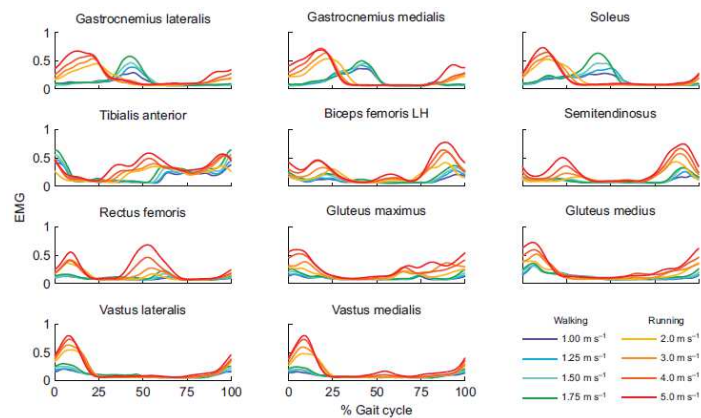 Gastrocnemius lateralis Gastrocnemius medialis Soleus
1
0.5
0
Tibialis anterior Biceps femoris LH Semitendinosus
1
0.5
0
EMG
Rectus femoris Gluteus maximus Gluteus medius
1
0.5
0
Vastus lateralis Vastus medialis
1
0.5
0
0 25 50 75 100 0 25 50 75 100
% Gait cycle
Walking Running
1.00 m s⁻¹ 2.0 m s⁻¹
1.25 m s⁻¹ 3.0 m s⁻¹
1.50 m s⁻¹ 4.0 m s⁻¹
1.75 m s⁻¹ 5.0 m s⁻¹